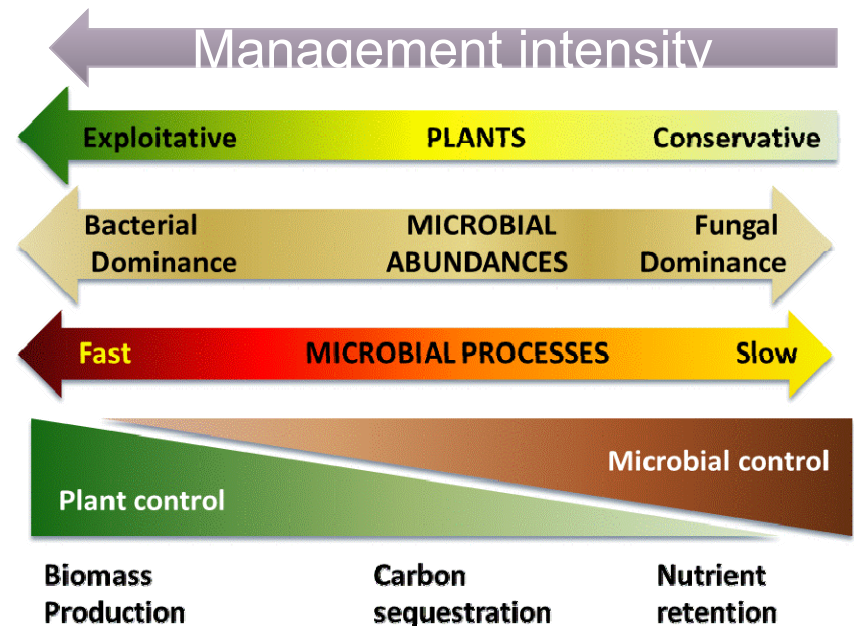 Management intensity
Exploitative PLANTS Conservative
Bacterial MICROBIAL Fungal
Dominance ABUNDANCES Dominance
Fast MICROBIAL PROCESSES Slow
Microbial control
Plant control
Biomass Carbon Nutrient
Production sequestration retention